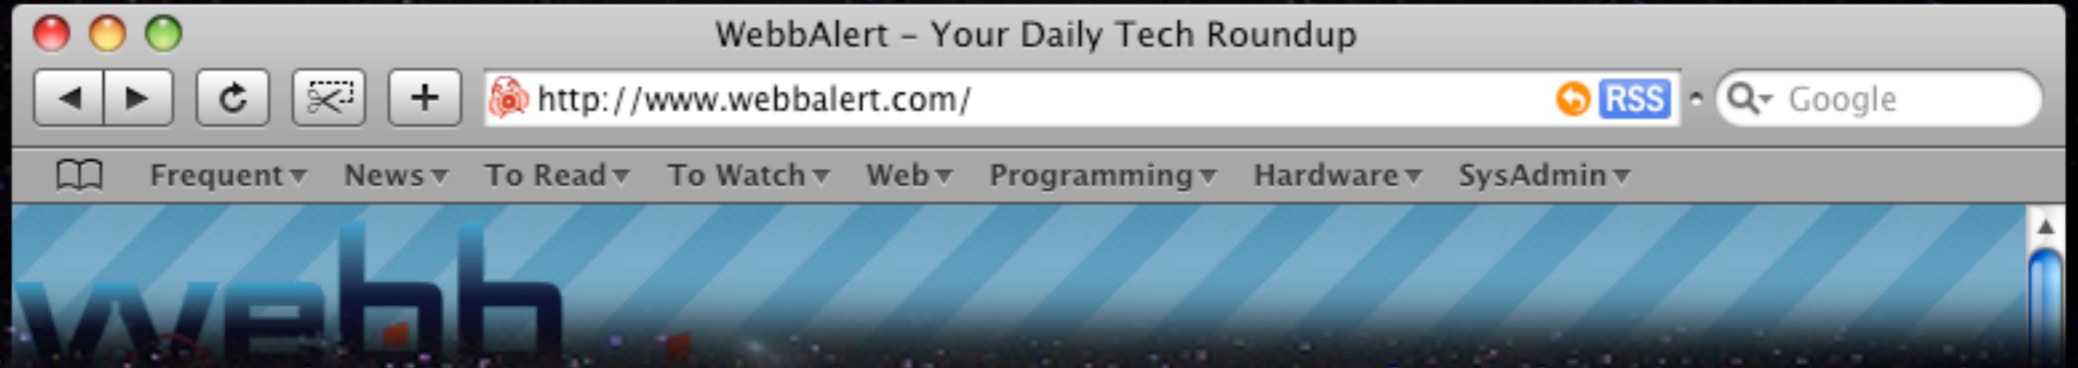 WebbAlert – Your Daily Tech Roundup
http://www.webbalert.com/ RSS Google
Frequent News To Read To Watch Web Programming Hardware SysAdmin
webb